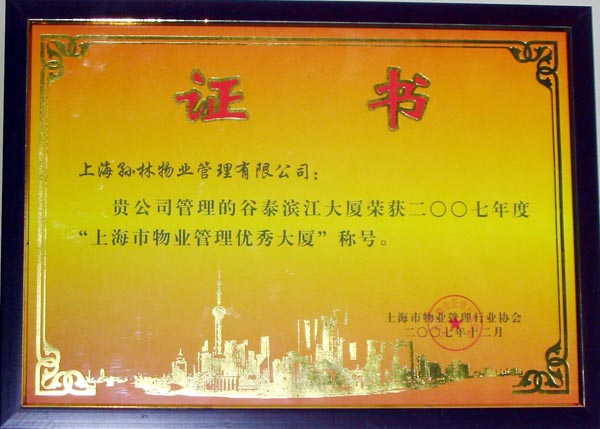 证书
上海孙林物业管理有限公司：
贵公司管理的谷泰滨江大厦荣获二〇〇七年度
“上海市物业管理优秀大厦”称号。
上海市物业管理行业协会
二〇〇七年十二月